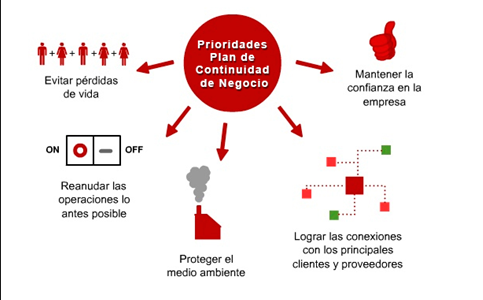 Prioridades
Plan de
Continuidad
de Negocio
Evitar pérdidas
de vida
Mantener la
confianza en la
empresa
ON
OFF
Reanudar las
operaciones lo
antes posible
Proteger el
medio ambiente
Lograr las conexiones
con los principales
clientes y proveedores